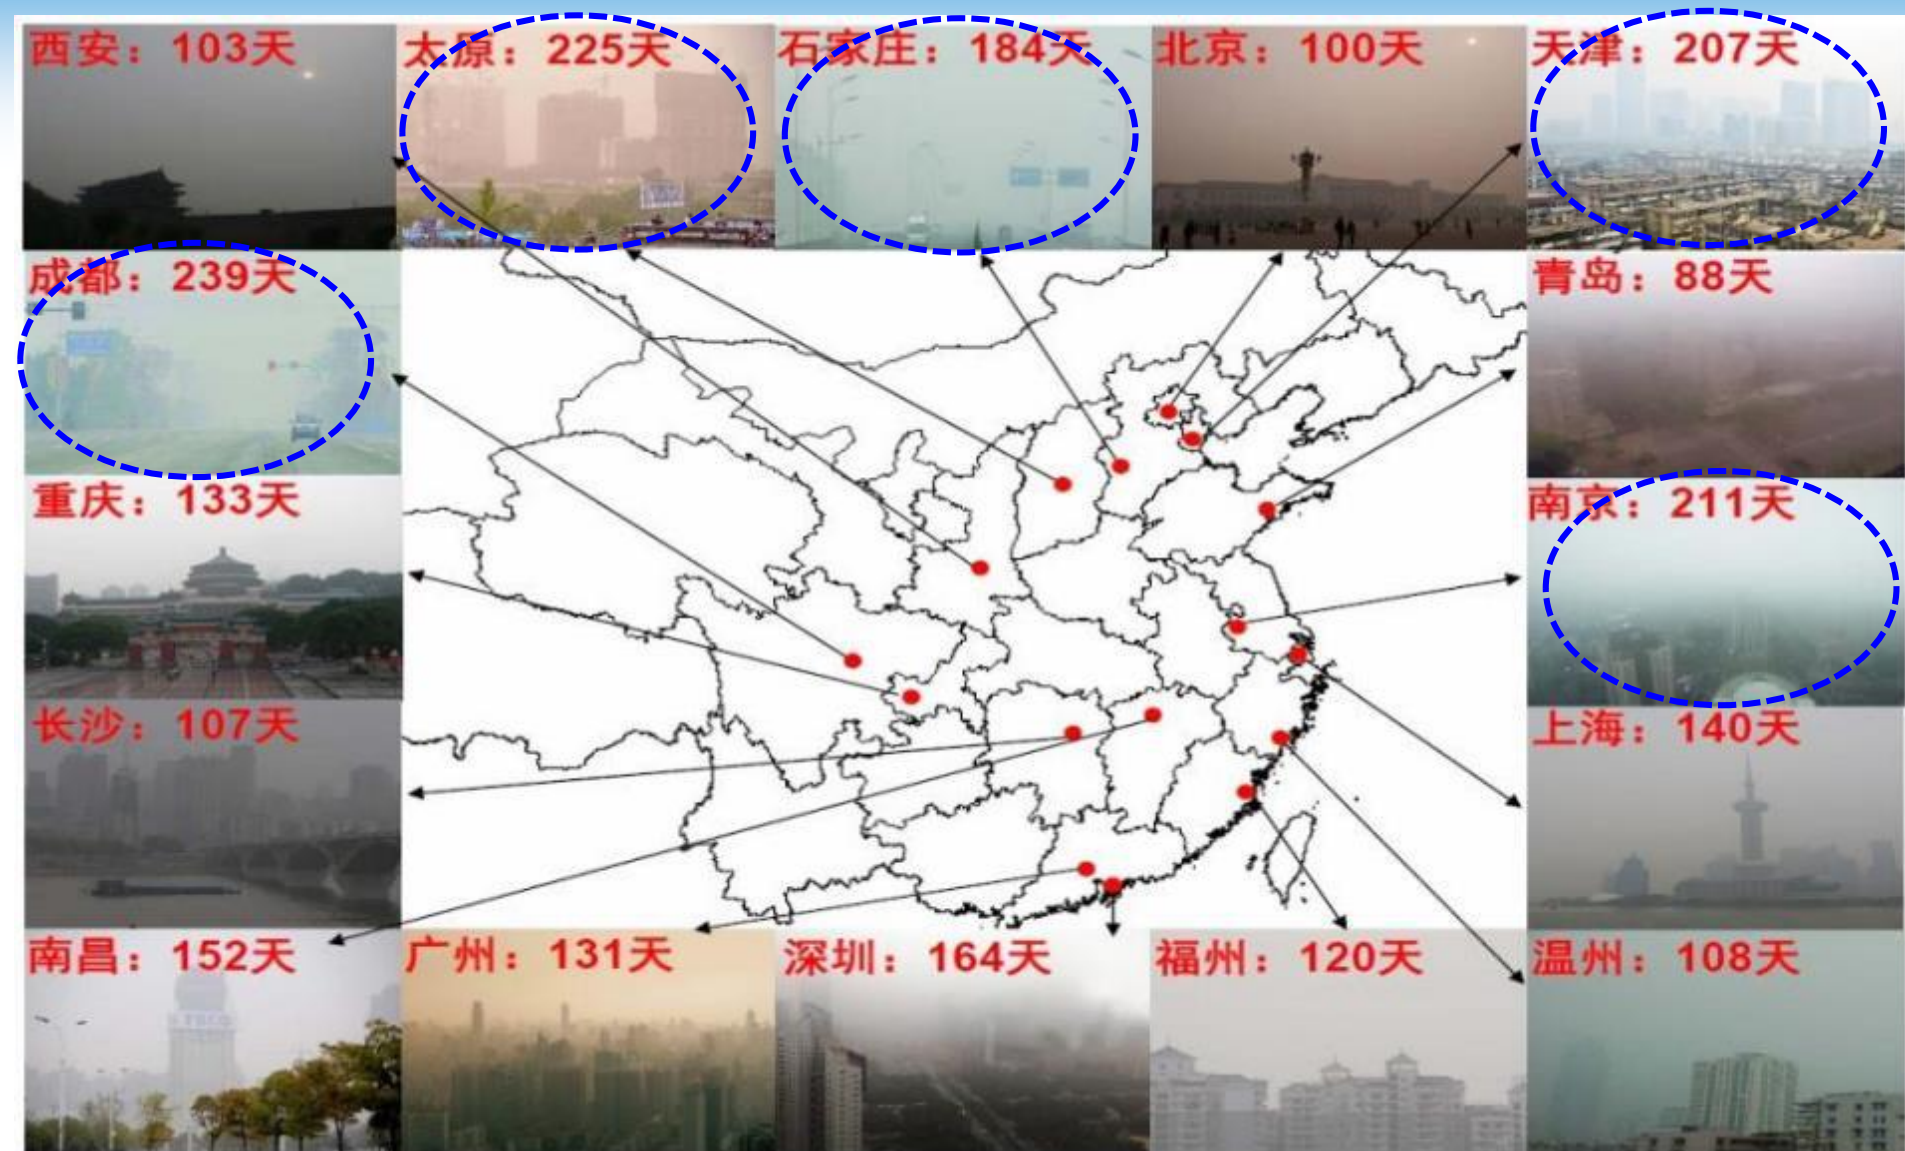 西安：103天
太原：225天
石家庄：184天
北京：100天
天津：207天
成都：239天
青岛：88天
重庆：133天
南京：211天
长沙：107天
上海：140天
南昌：152天
广州：131天
深圳：164天
福州：120天
温州：108天